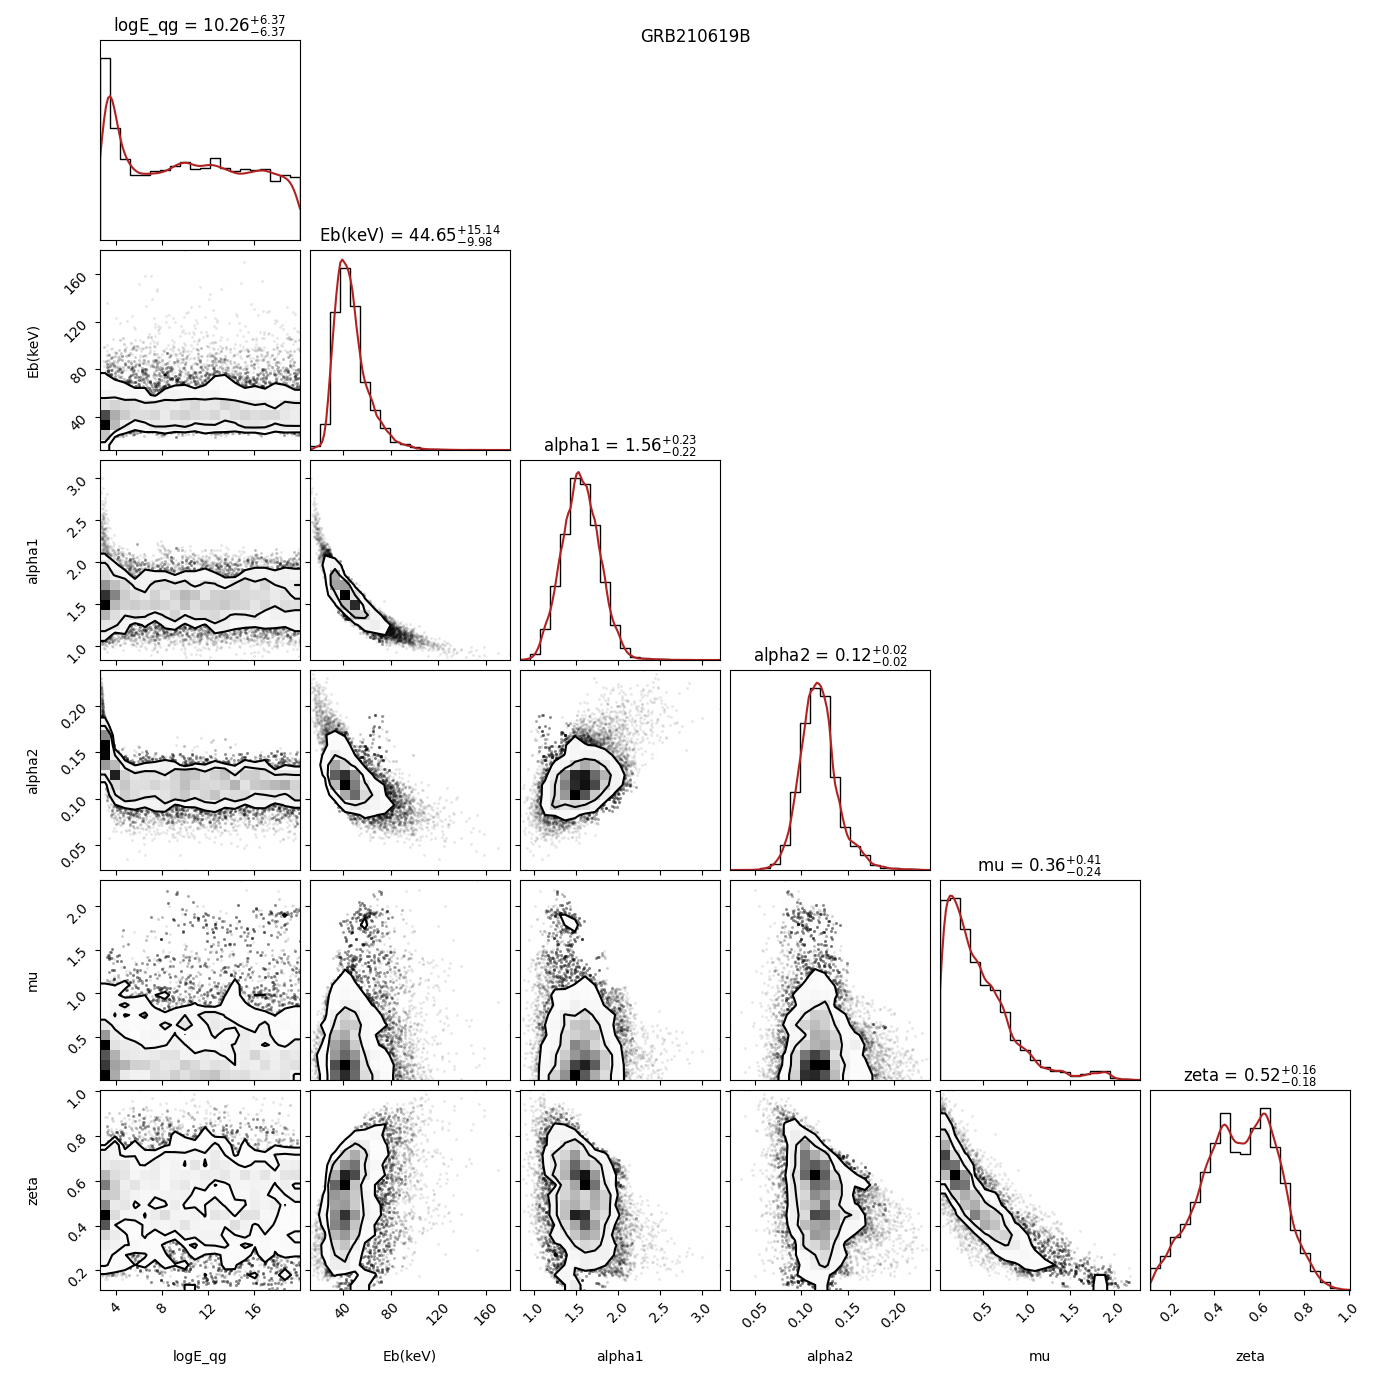 GRB210619B
logE_qg = 10.26+6.37−6.37
Eb(keV) = 44.65+15.14−9.98
160
120
80
40
Eb(keV)
alpha1 = 1.56+0.23−0.22
3.0
2.5
2.0
1.5
1.0
alpha1
alpha2 = 0.12+0.02−0.02
0.20
0.15
0.10
0.05
alpha2
mu = 0.36+0.41−0.24
2.0
1.5
1.0
0.5
mu
zeta = 0.52+0.16−0.18
1.0
0.8
0.6
0.4
0.2
zeta
4 8 12 16 40 80 120 160 1.0 1.5 2.0 2.5 3.0 0.05 0.10 0.15 0.20 0.5 1.0 1.5 2.0 0.2 0.4 0.6 0.8 1.0
logE_qg Eb(keV) alpha1 alpha2 mu zeta